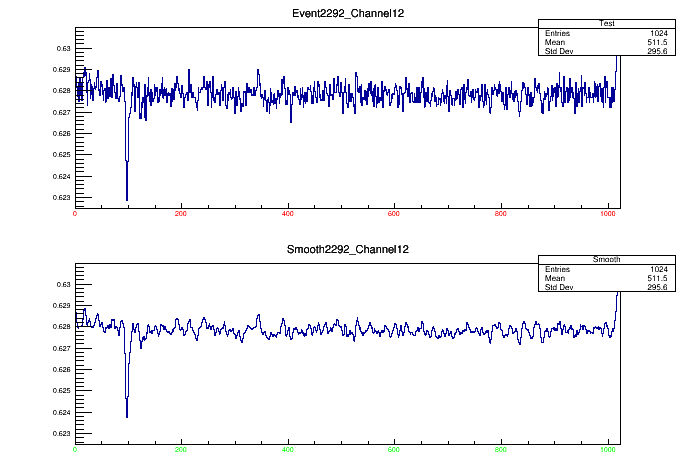 Event2292_Channel12
Test
Entries 1024
Mean 511.5
Std Dev 295.6
0.63
0.629
0.628
0.627
0.626
0.625
0.624
0.623
0 200 400 600 800 1000
Smooth2292_Channel12
Smooth
Entries 1024
Mean 511.5
Std Dev 295.6
0.63
0.629
0.628
0.627
0.626
0.625
0.624
0.623
0 200 400 600 800 1000